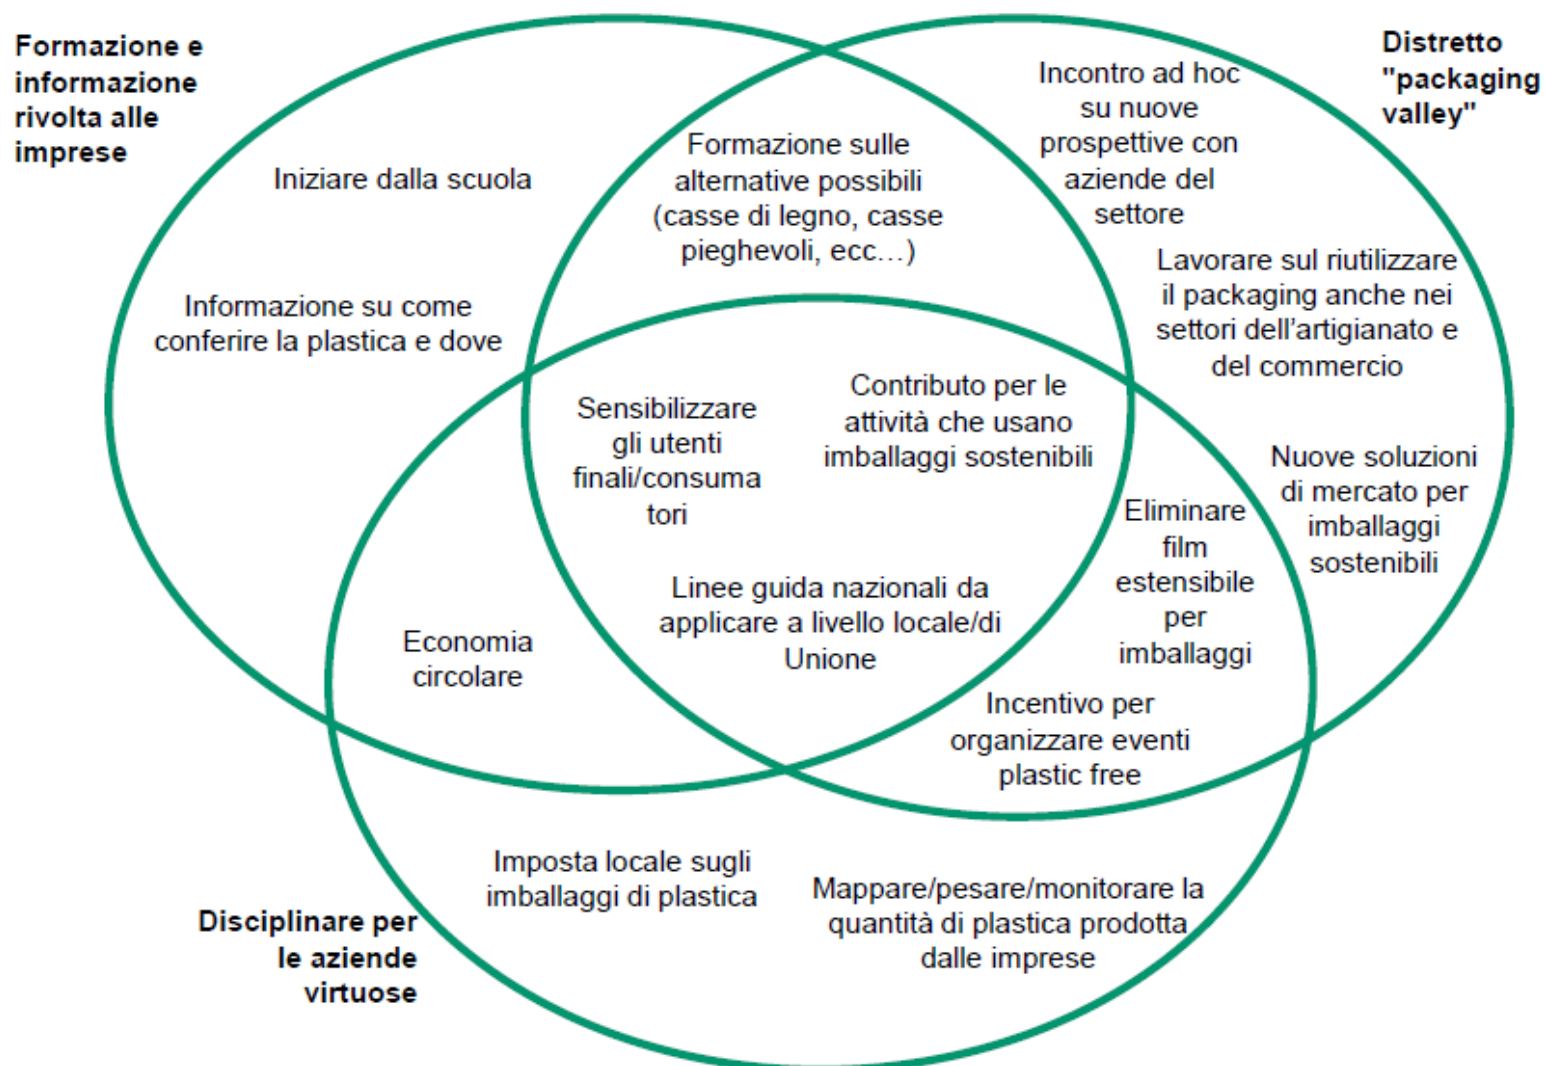 Formazione e
informazione
rivolta alle
imprese
Distretto
"packaging
valley"
Incontro ad hoc
su nuove
prospettive con
aziende del
settore
Formazione sulle
alternative possibili
(casse di legno, casse
pieghevoli, ecc...)
Iniziare dalla scuola
Lavorare sul riutilizzare
il packaging anche nei
settori dell'artigianato e
del commercio
Informazione su come
conferire la plastica e dove
Sensibilizzare
gli utenti
finali/consuma
tori
Contributo per le
attività che usano
imballaggi sostenibili
Nuove soluzioni
di mercato per
imballaggi
sostenibili
Eliminare
film
estensibile
per
imballaggi
Linee guida nazionali da
applicare a livello locale/di
Unione
Economia
circolare
Incentivo per
organizzare eventi
plastic free
Imposta locale sugli
imballaggi di plastica
Mappare/pesare/monitorare la
quantità di plastica prodotta
dalle imprese
Disciplinare per
le aziende
virtuose